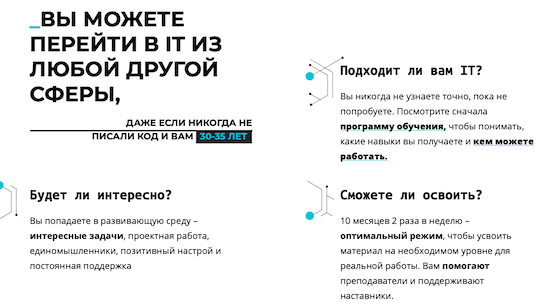 _ВЫ МОЖЕТЕ
ПЕРЕЙТИ В IT ИЗ
ЛЮБОЙ ДРУГОЙ
СФЕРЫ,
ДАЖЕ ЕСЛИ НИКОГДА НЕ
ПИСАЛИ КОД И ВАМ 30-35 ЛЕТ
Подходит ли вам IT?
Вы никогда не узнаете точно, пока не
попробуете. Посмотрите сначала
программу обучения, чтобы понимать,
какие навыки вы получаете и кем можете
работать.
Будет ли интересно?
Вы попадаете в развивающую среду –
интересные задачи, проектная работа,
единомышленники, позитивный настрой и
постоянная поддержка
Сможете ли освоить?
10 месяцев 2 раза в неделю –
оптимальный режим, чтобы усвоить
материал на необходимом уровне для
реальной работы. Вам помогают
преподаватели и поддерживают
наставники.